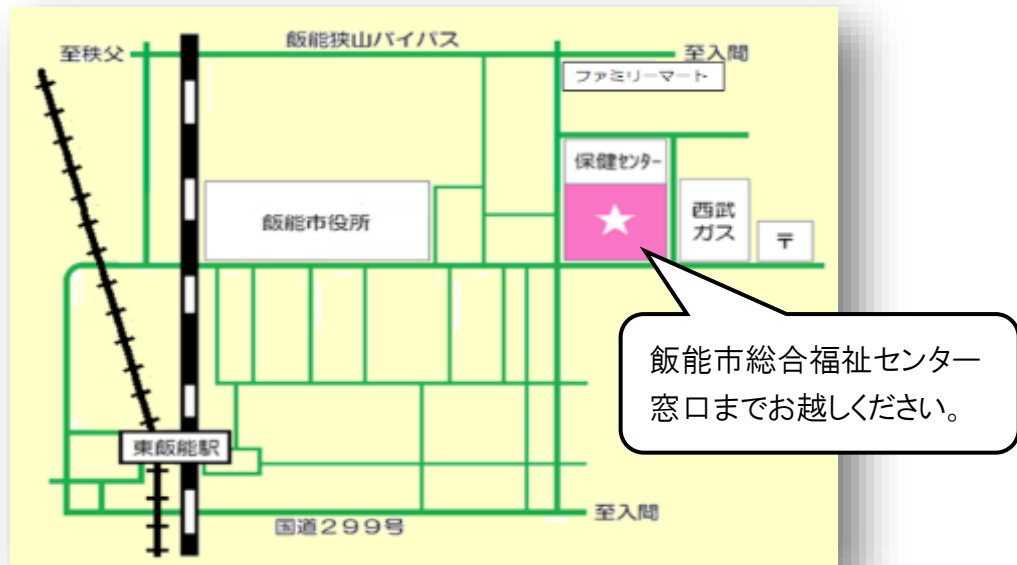 飯能狭山バイパス
至秩父
至入間
ファミリーマート
保健センター
飯能市役所
西武
ガス
〒
飯能市総合福祉センター
窓口までお越しください。
東飯能駅
至入間
国道299号